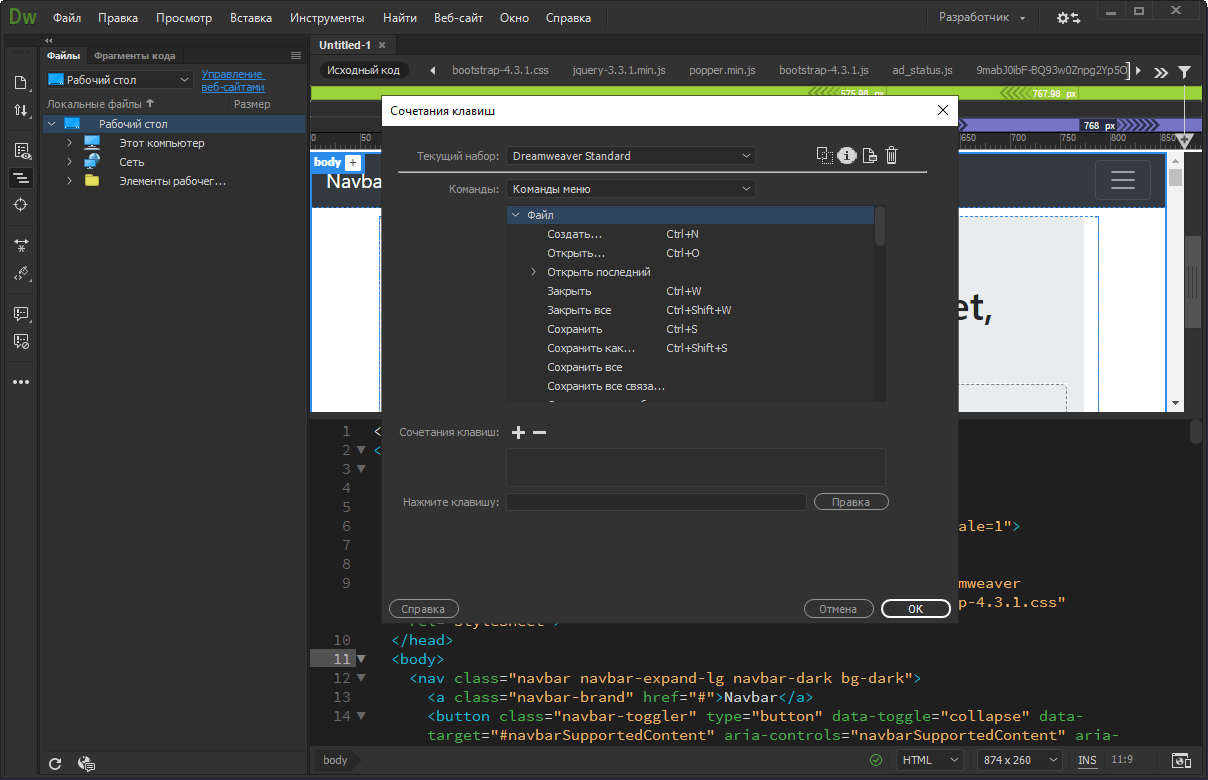 Dw Файл Правка Просмотр Вставка Инструменты Найти Веб-сайт Окно Справка Разработчик
Файлы Фрагменты кода
Рабочий стол Управление
веб-сайтами
Локальные файлы Размер
Рабочий стол
Этот компьютер
Сеть
Элементы рабочег...
Untitled-1
Исходный код bootstrap-4.3.1.css jquery-3.3.1.min.js popper.min.js bootstrap-4.3.1.js ad_status.js 9mabJ0ibF-BQ93w0Znpg2Yp5O
575.98 px 767.98 px
768 px
0 50 650 700 750 800 850
body +
Navba
et,
Сочетания клавиш
Текущий набор: Dreamweaver Standard
Команды: Команды меню
Файл
Создать... Ctrl+N
Открыть... Ctrl+O
Открыть последний
Закрыть Ctrl+W
Закрыть все Ctrl+Shift+W
Сохранить Ctrl+S
Сохранить как... Ctrl+Shift+S
Сохранить все
Сохранить все связа...
Сочетания клавиш:
Нажмите клавишу: Правка
Справка Отмена OK
1 <
2 <
3
4
5
6 ale=1">
7
8
9 mweaver
p-4.3.1.css"
rel="stylesheet">
10 </head>
11 <body>
12 <nav class="navbar navbar-expand-lg navbar-dark bg-dark">
13 <a class="navbar-brand" href="#">Navbar</a>
14 <button class="navbar-toggler" type="button" data-toggle="collapse" data-
target="#navbarSupportedContent" aria-controls="navbarSupportedContent" aria-
body HTML 874 x 260 INS 11:9